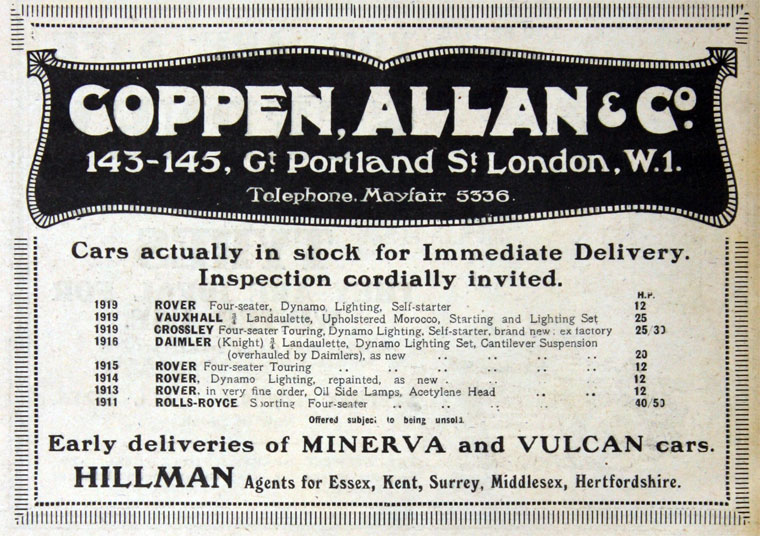 COPPEN, ALLAN & Co.
143-145, Gt Portland St London, W.1.
Telephone. Mayfair 5336.
Cars actually in stock for Immediate Delivery.
Inspection cordially invited.
H.P.
1919 ROVER Four-seater, Dynamo, Lighting, Self-starter .. 12
1919 VAUXHALL ¾ Landaulette, Upholstered Morocco, Starting and Lighting Set 25
1919 CROSSLEY Four-seater Touring, Dynamo Lighting, Self-starter, brand new; ex factory 25/30
1916 DAIMLER (Knight) ¾ Landaulette, Dynamo Lighting Set, Cantilever Suspension
(overhauled by Daimlers), as new .. .. .. .. 20
1915 ROVER Four-seater Touring .. .. .. .. .. 12
1914 ROVER, Dynamo Lighting, repainted, as new . .. .. 12
1913 ROVER, in very fine order, Oil Side Lamps, Acetylene Head .. .. 12
1911 ROLLS-ROYCE Sporting Four-seater .. .. .. .. 40/50
Offered subject to being unsold.
Early deliveries of MINERVA and VULCAN cars.
HILLMAN Agents for Essex, Kent, Surrey, Middlesex, Hertfordshire.